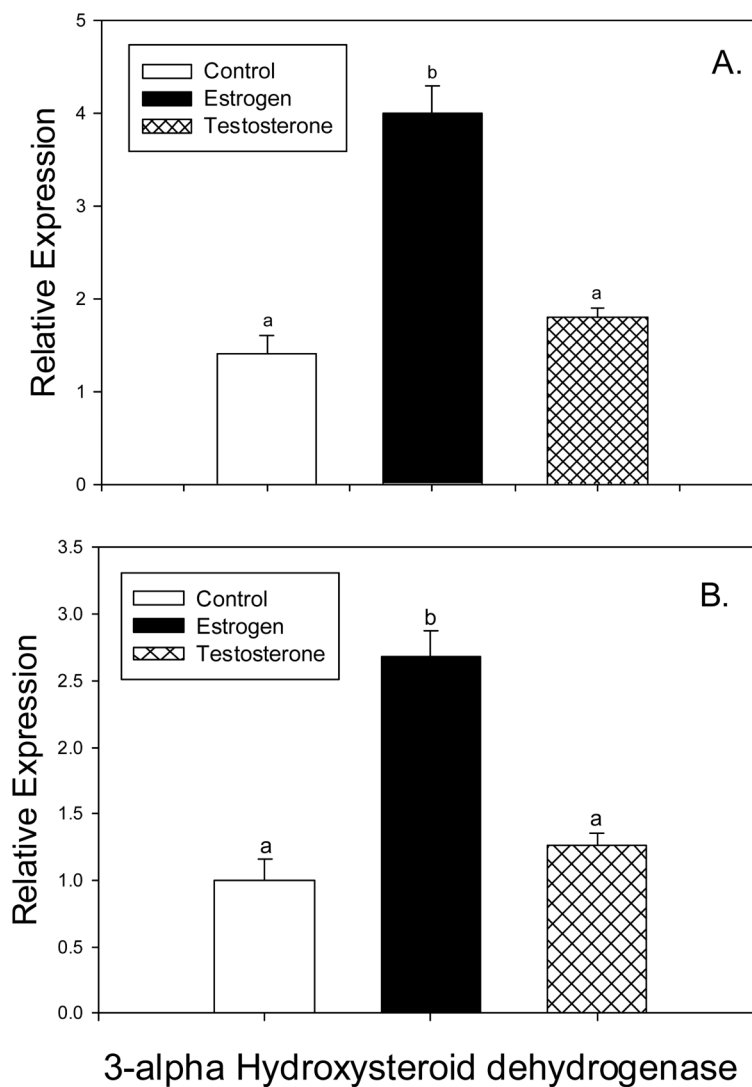 5
A.
Control
Estrogen
Testosterone
b
4
3
Relative Expression
2
a
a
1
0
3.5
B.
Control
Estrogen
Testosterone
b
3.0
2.5
2.0
Relative Expression
1.5
a
a
1.0
0.5
0.0
3-alpha Hydroxysteroid dehydrogenase